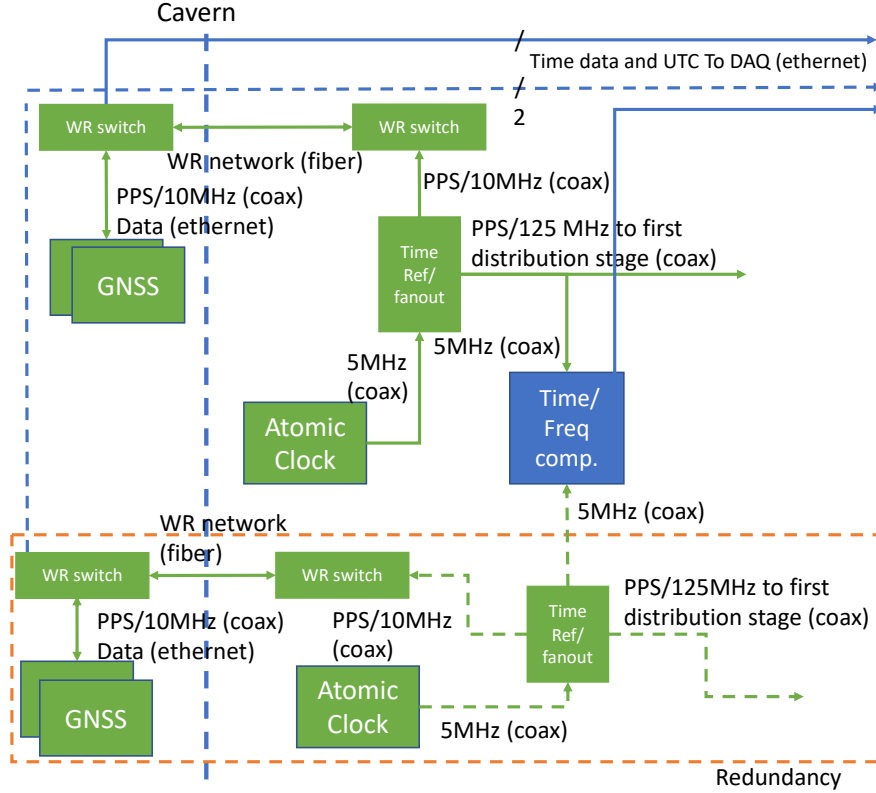 Cavern
Time data and UTC To DAQ (ethernet)
2
WR switch
WR switch
WR network (fiber)
PPS/10MHz (coax)
Data (ethernet)
PPS/10MHz (coax)
GNSS
Time
Ref/
fanout
PPS/125 MHz to first
distribution stage (coax)
5MHz
(coax)
5MHz (coax)
Atomic
Clock
Time/
Freq
comp.
5MHz (coax)
WR network
(fiber)
WR switch
WR switch
PPS/10MHz (coax)
Data (ethernet)
PPS/10MHz
(coax)
Time
Ref/
fanout
PPS/125MHz to first
distribution stage (coax)
GNSS
Atomic
Clock
5MHz (coax)
Redundancy